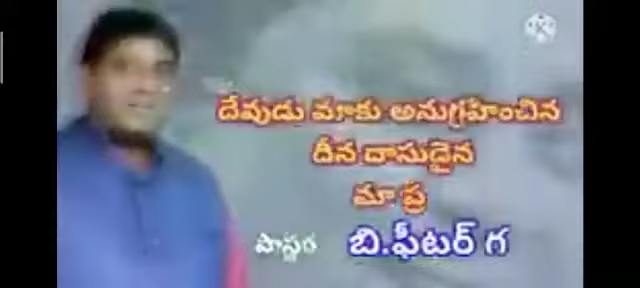 దేవుడు మాకు అనుగ్రహించిన
దీన దాసుడైన
మా ప్ర
పాస్టర బి.పీటర్ గ